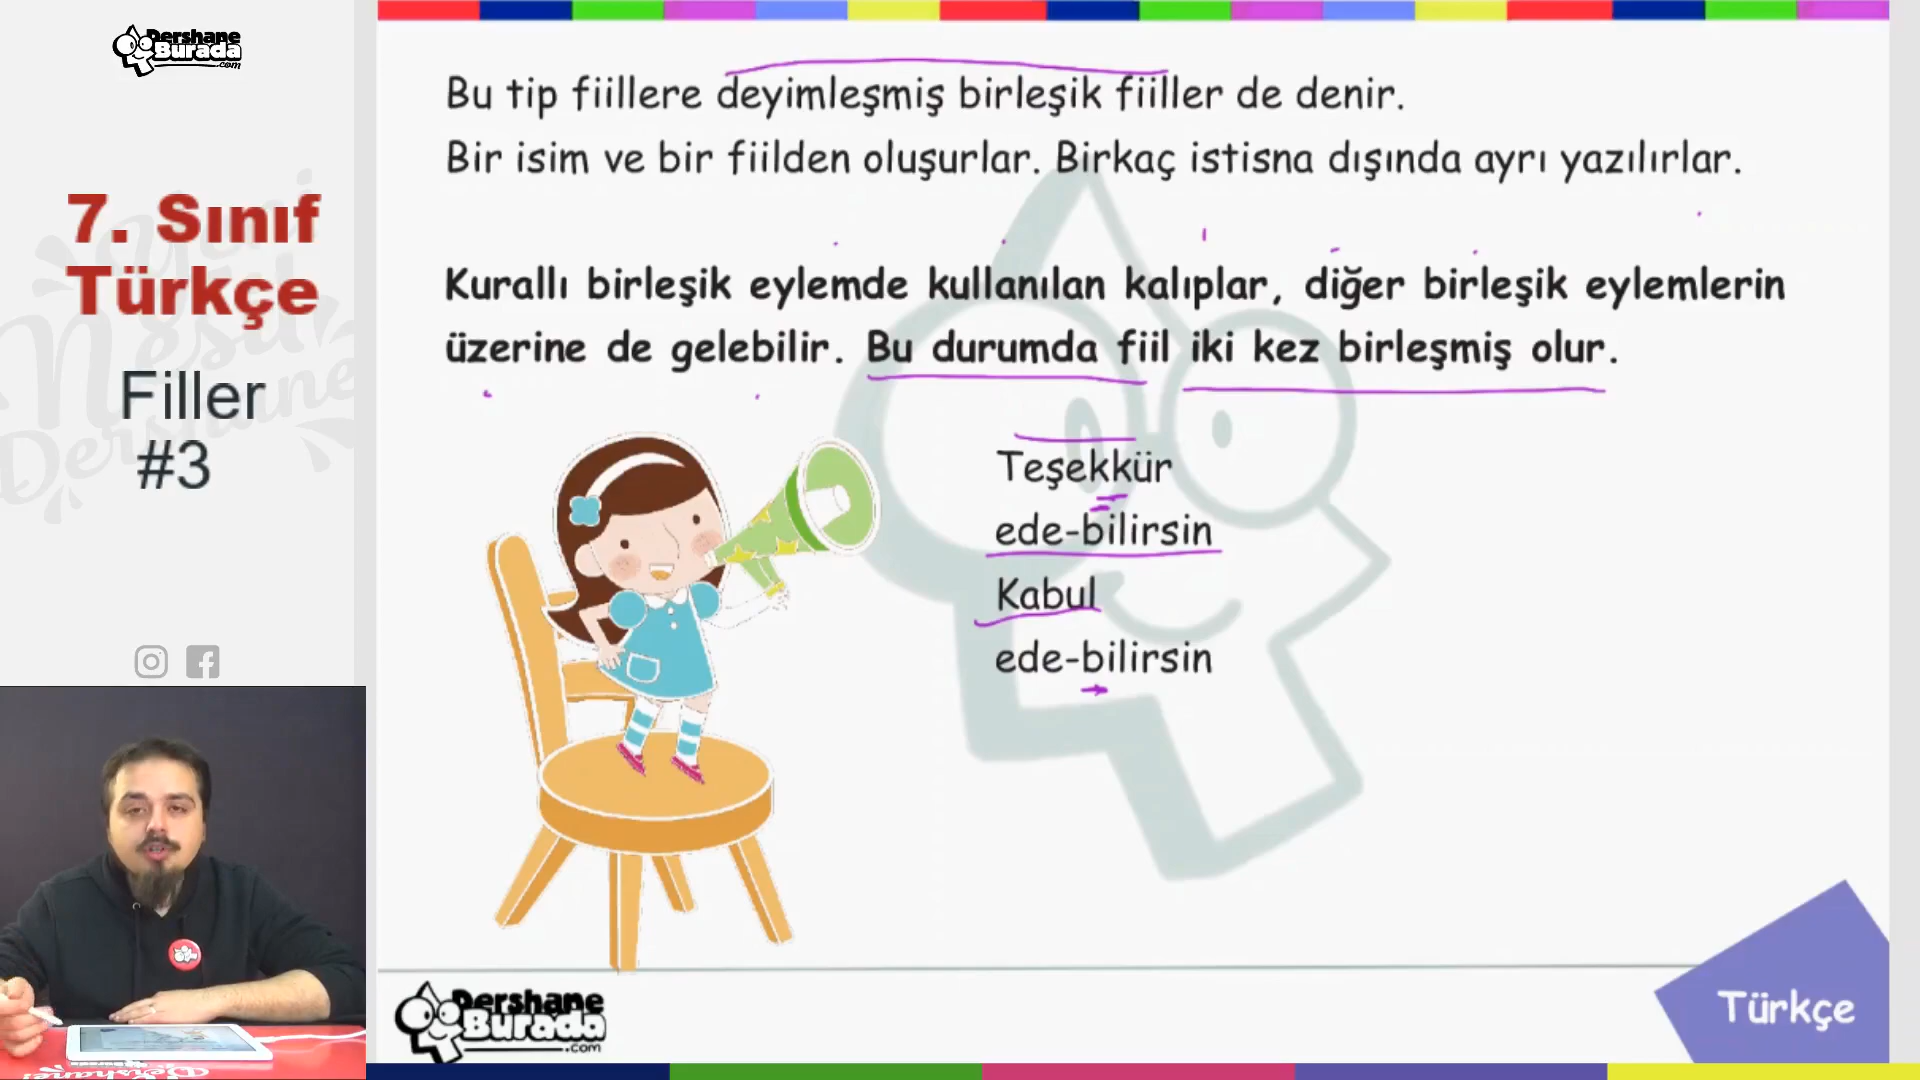 Dershane
Burada
.com
7. Sınıf
Türkçe
Filler
#3
Bu tip fiillere deyimleşmiş birleşik fiiller de denir.
Bir isim ve bir fiilden oluşurlar. Birkaç istisna dışında ayrı yazılırlar.
Kurallı birleşik eylemde kullanılan kalıplar, diğer birleşik eylemlerin
üzerine de gelebilir. Bu durumda fiil iki kez birleşmiş olur.
Teşekkür
ede-bilirsin
Kabul
ede-bilirsin
Dershane
Burada
.com
Türkçe